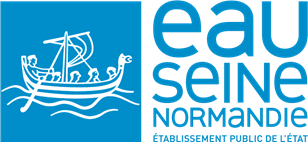 eau
seine
NORMANDIE
ÉTABLISSEMENT PUBLIC DE L'ÉTAT